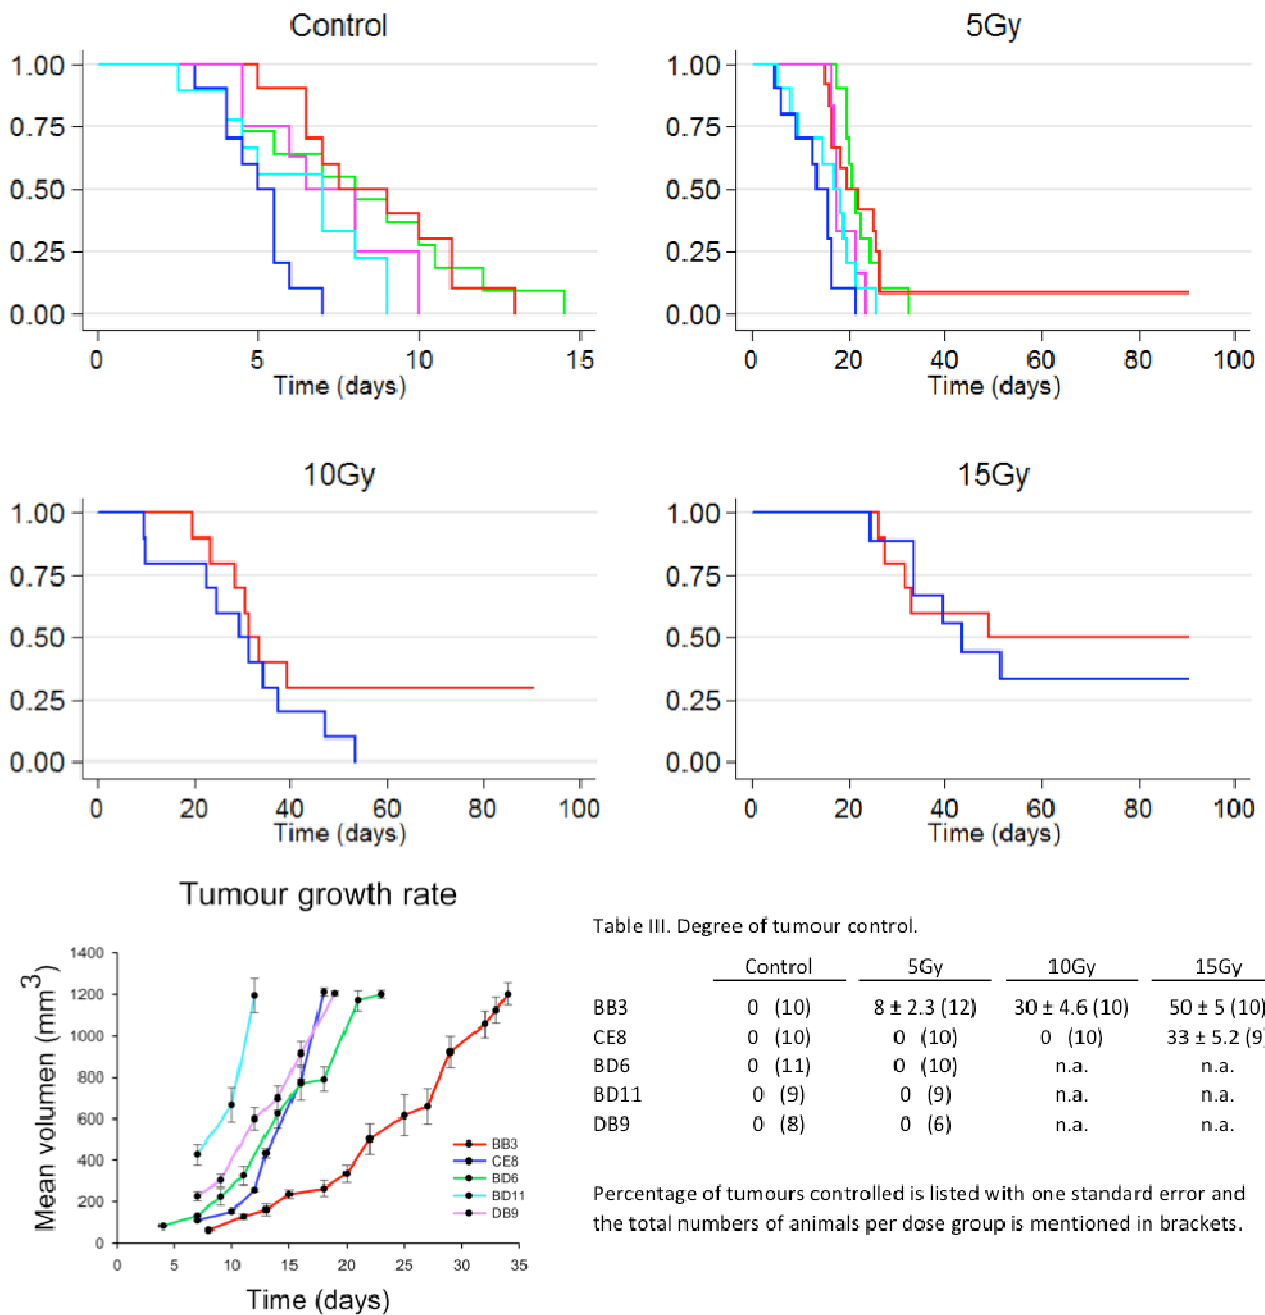 Control
1.00
0.75
0.50
0.25
0.00
0 5 10 15
Time (days)
5Gy
1.00
0.75
0.50
0.25
0.00
0 20 40 60 80 100
Time (days)
10Gy
1.00
0.75
0.50
0.25
0.00
0 20 40 60 80 100
Time (days)
15Gy
1.00
0.75
0.50
0.25
0.00
0 20 40 60 80 100
Time (days)
Tumour growth rate
Mean volumen (mm3)
1400
1200
1000
800
600
400
200
0
0 5 10 15 20 25 30 35
Time (days)
BB3
CE8
BD6
BD11
DB9
Table III. Degree of tumour control.
Control 5Gy 10Gy 15Gy
BB3 0 (10) 8 ± 2.3 (12) 30 ± 4.6 (10) 50 ± 5 (10)
CE8 0 (10) 0 (10) 0 (10) 33 ± 5.2 (9)
BD6 0 (11) 0 (10) n.a. n.a.
BD11 0 (9) 0 (9) n.a. n.a.
DB9 0 (8) 0 (6) n.a. n.a.
Percentage of tumours controlled is listed with one standard error and
the total numbers of animals per dose group is mentioned in brackets.